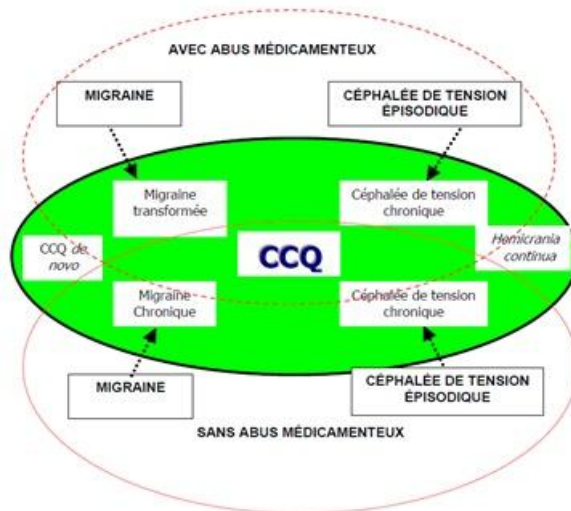 AVEC ABUS MÉDICAMENTEUX
MIGRAINE
CÉPHALÉE DE TENSION
ÉPISODIQUE
Migraine
transformée
Céphalée de tension
chronique
CCQ de
novo
CCQ
Hemicrania
continua
Migraine
Chronique
Céphalée de tension
chronique
MIGRAINE
CÉPHALÉE DE TENSION
ÉPISODIQUE
SANS ABUS MÉDICAMENTEUX